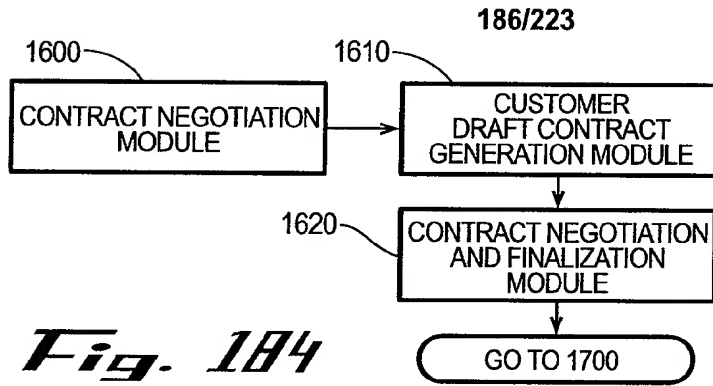 186/223
1600
1610
CONTRACT NEGOTIATION
MODULE
CUSTOMER
DRAFT CONTRACT
GENERATION MODULE
1620
CONTRACT NEGOTIATION
AND FINALIZATION
MODULE
Fig. 184
GO TO 1700